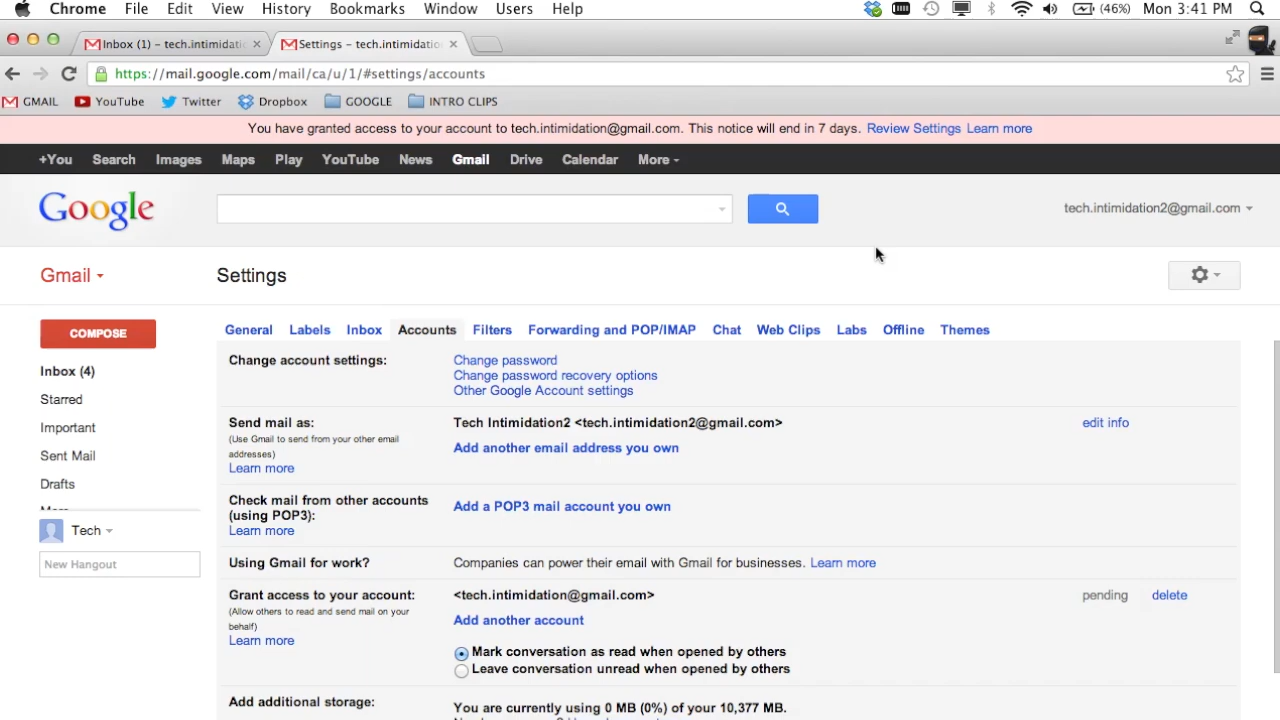 Chrome File Edit View History Bookmarks Window Users Help (46%) Mon 3:41 PM
Inbox (1) – tech.intimidati Settings – tech.intimidatio
https://mail.google.com/mail/ca/u/1/#settings/accounts
GMAIL YouTube Twitter Dropbox GOOGLE INTRO CLIPS
You have granted access to your account to tech.intimidation@gmail.com. This notice will end in 7 days. Review Settings Learn more
+You Search Images Maps Play YouTube News Gmail Drive Calendar More
Google tech.intimidation2@gmail.com
Gmail Settings
COMPOSE
General Labels Inbox Accounts Filters Forwarding and POP/IMAP Chat Web Clips Labs Offline Themes
Inbox (4)
Starred
Important
Sent Mail
Drafts
Tech
New Hangout
Change account settings: Change password
Change password recovery options
Other Google Account settings
Send mail as: Tech Intimidation2 <tech.intimidation2@gmail.com> edit info
(Use Gmail to send from your other email
addresses)
Add another email address you own
Learn more
Check mail from other accounts
(using POP3):
Add a POP3 mail account you own
Learn more
Using Gmail for work? Companies can power their email with Gmail for businesses. Learn more
Grant access to your account: <tech.intimidation@gmail.com> pending delete
(Allow others to read and send mail on your
behalf)
Add another account
Learn more
Mark conversation as read when opened by others
Leave conversation unread when opened by others
Add additional storage: You are currently using 0 MB (0%) of your 10,377 MB.